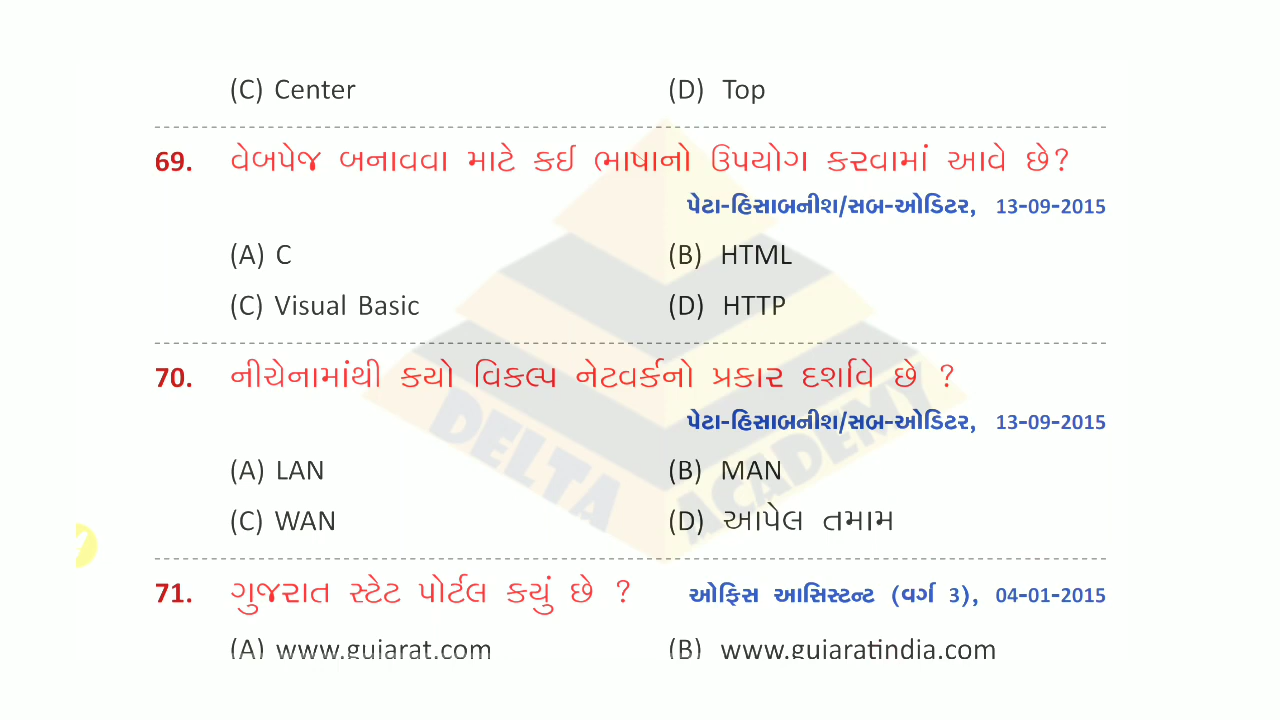 (C) Center (D) Top
69. વેબપેજ બનાવવા માટે કઈ ભાષાનો ઉપયોગ કરવામાં આવે છે?
પેટા-હિસાબનીશ/સબ-ઓડિટર, 13-09-2015
(A) C (B) HTML
(C) Visual Basic (D) HTTP
70. નીચેનામાંથી કયો વિકલ્પ નેટવર્કનો પ્રકાર દર્શાવે છે ?
પેટા-હિસાબનીશ/સબ-ઓડિટર, 13-09-2015
(A) LAN (B) MAN
(C) WAN (D) આપેલ તમામ
71. ગુજરાત સ્ટેટ પોર્ટલ કયું છે ? ઓફિસ આસિસ્ટન્ટ (વર્ગ 3), 04-01-2015
(A) www.gujarat.com (B) www.gujaratindia.com
DELTA ACADEMY